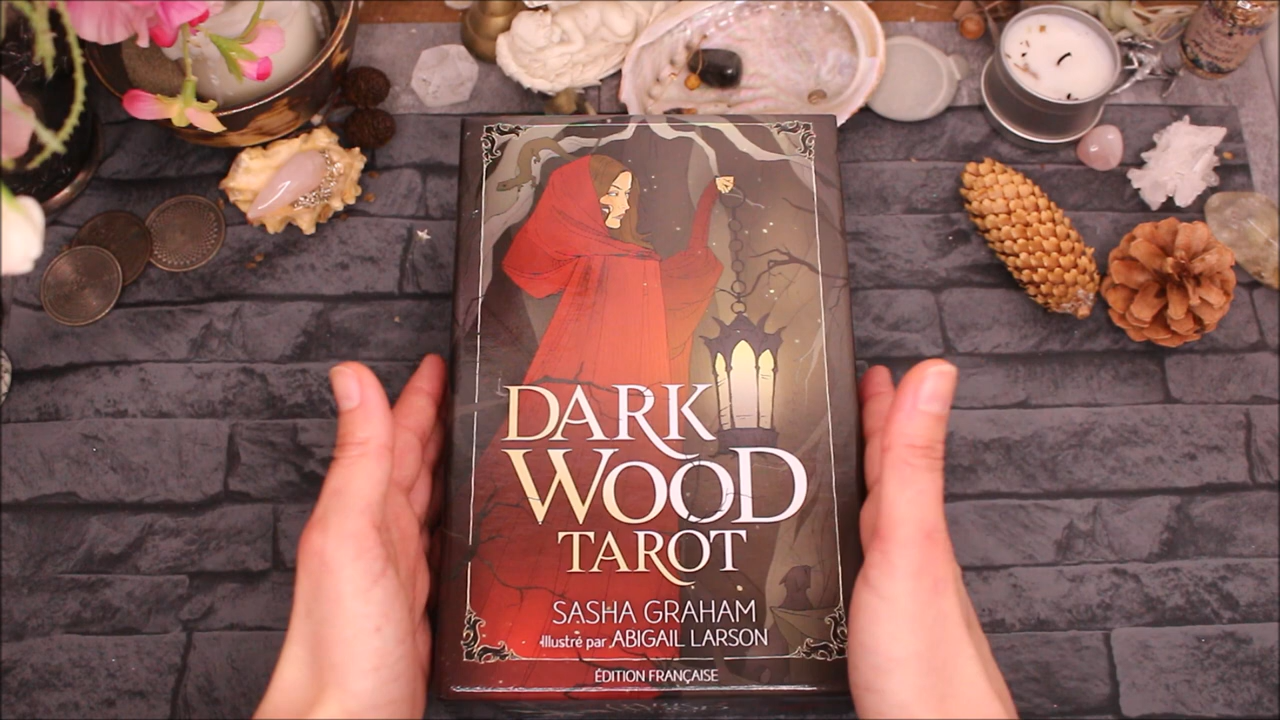 DARK
WOOD
TAROT
SASHA GRAHAM
Illustré par ABIGAIL LARSON
ÉDITION FRANÇAISE